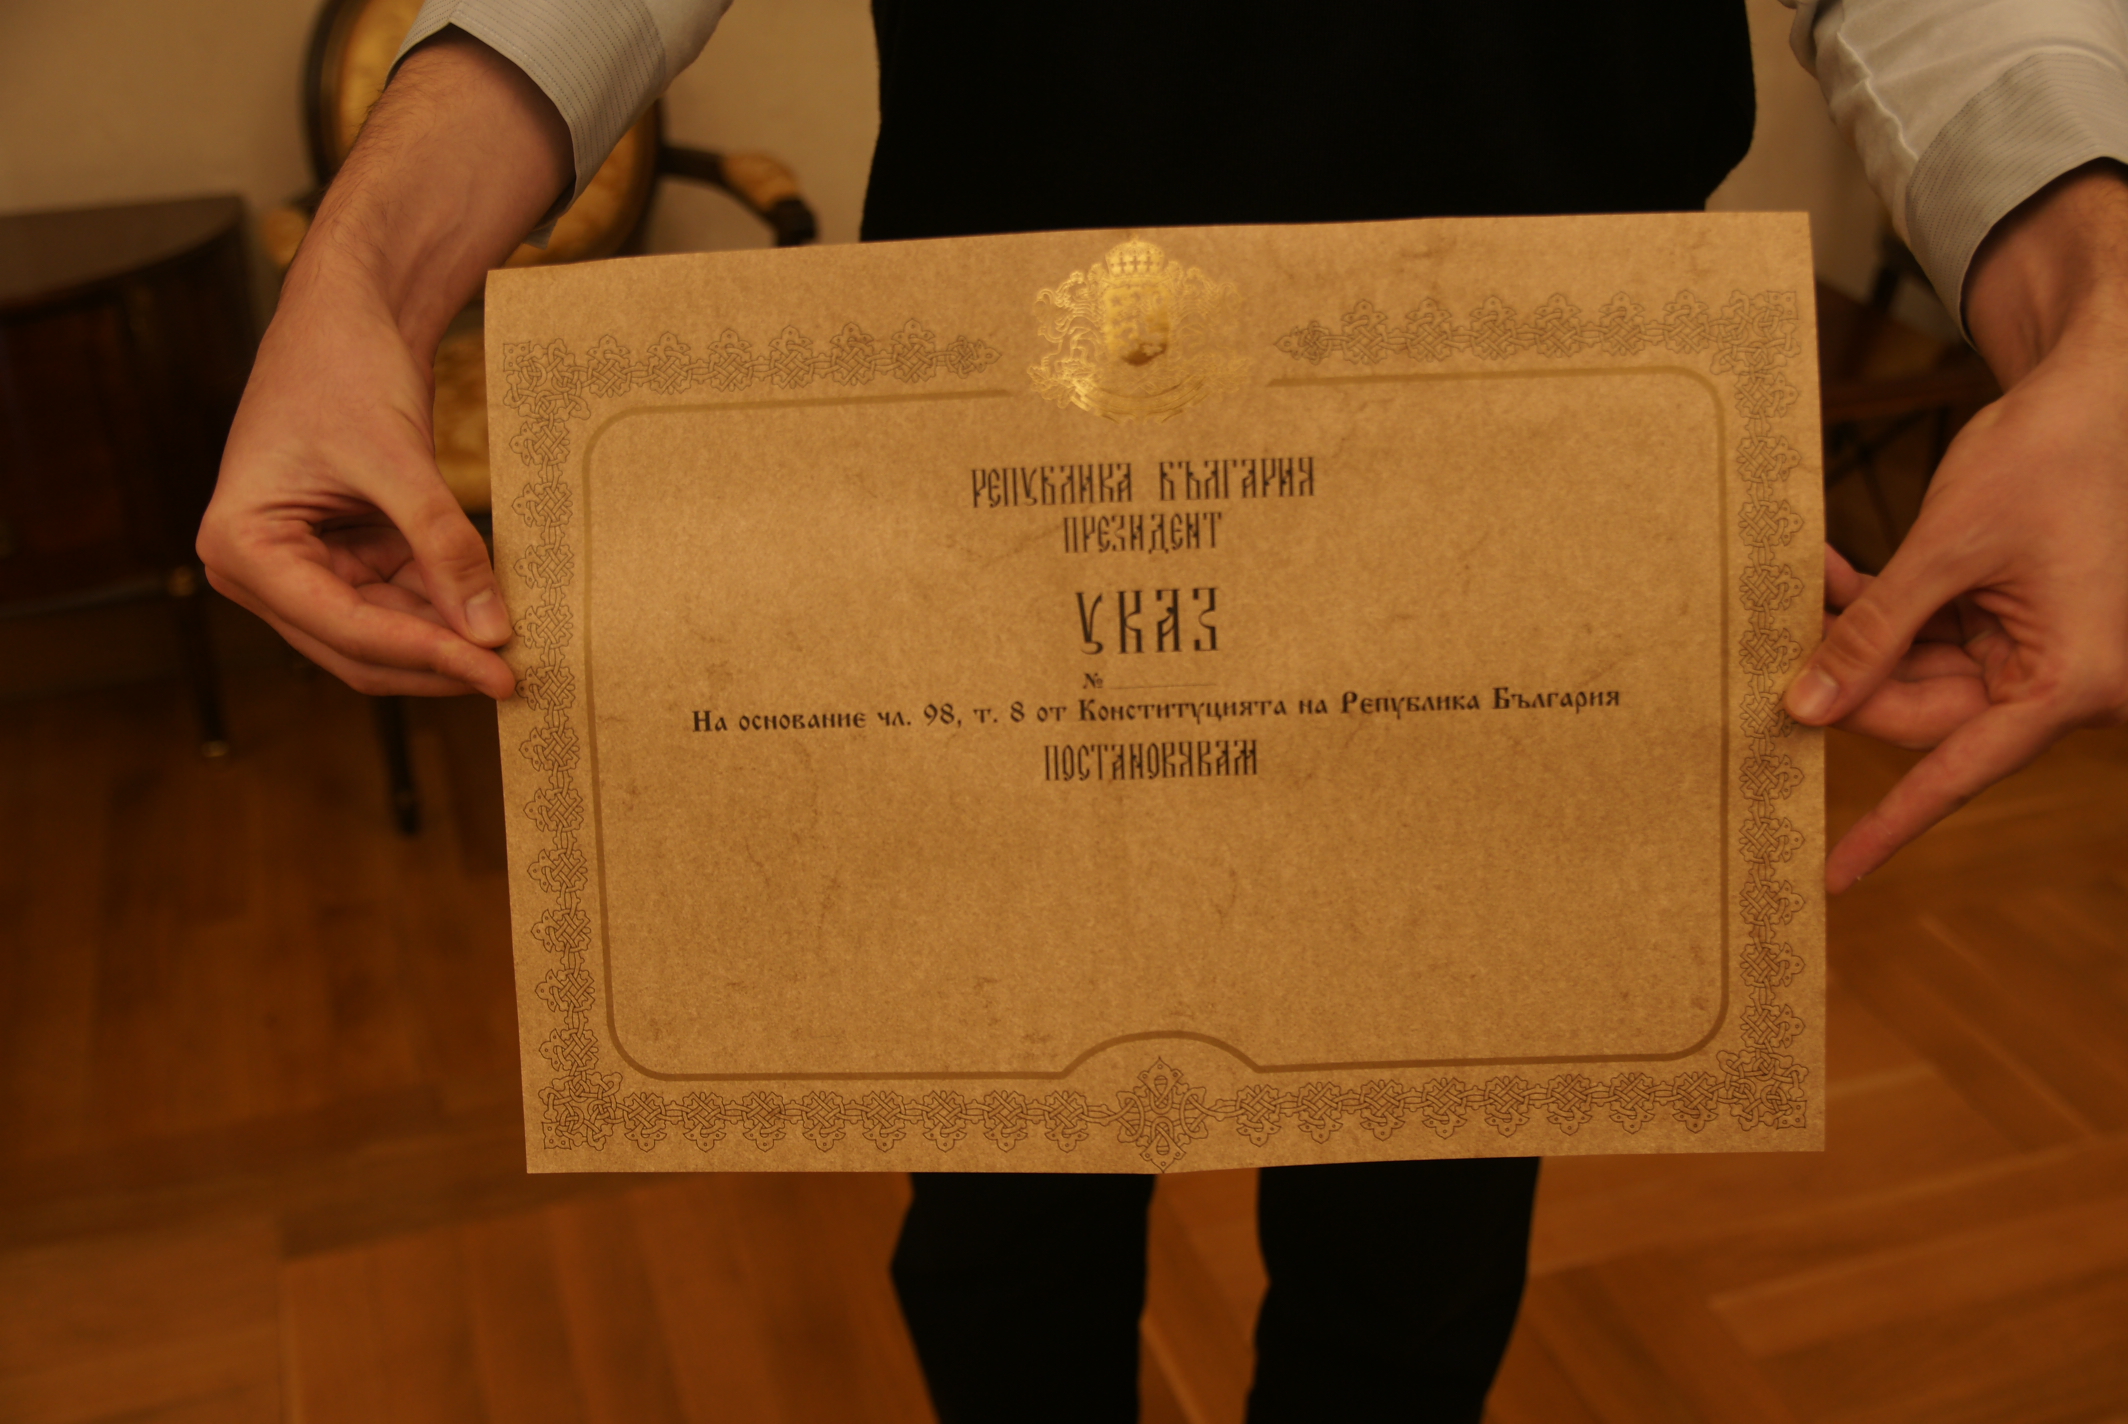 РЕПУБЛИКА БЪЛГАРИЯ
ПРЕЗИДЕНТ
УКАЗ
№
На основание чл. 98, т. 8 от Конституцията на Република България
ПОСТАНОВЯВАМ